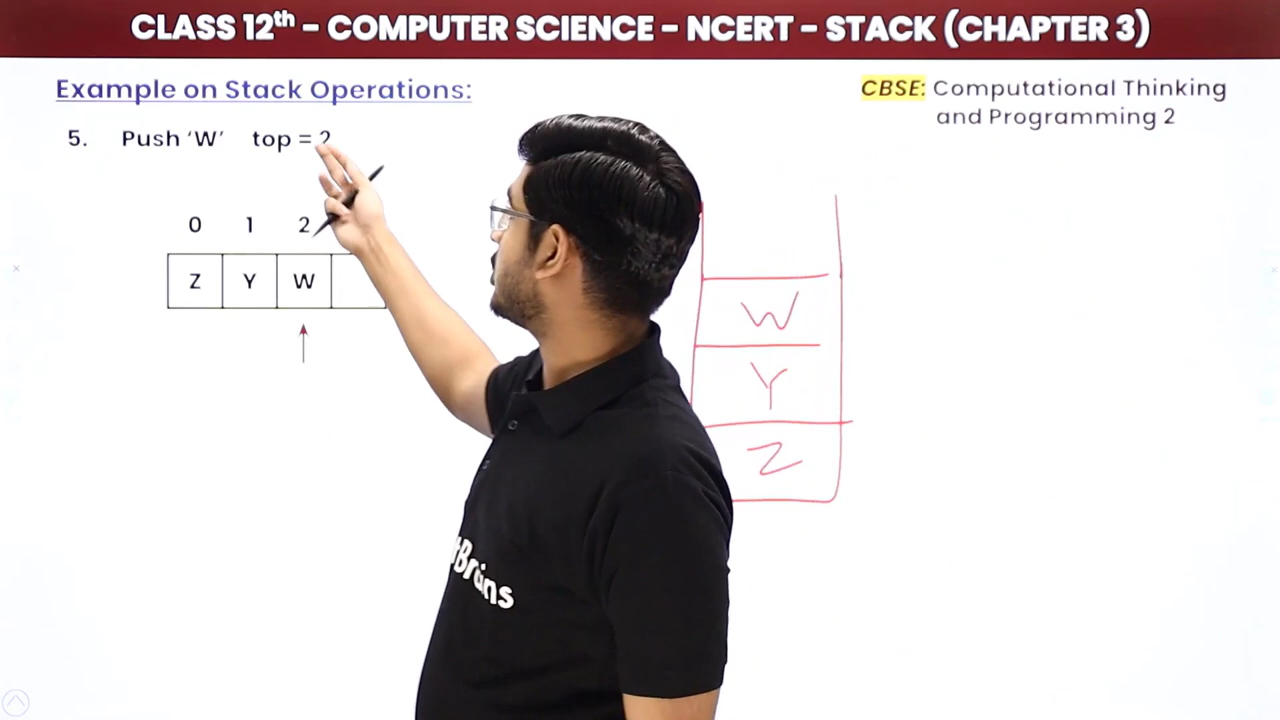 CLASS 12th – COMPUTER SCIENCE – NCERT – STACK (CHAPTER 3)
Example on Stack Operations:
CBSE: Computational Thinking
and Programming 2
5. Push ‘W’ top = 2
0 1 2
Z Y W
W
Y
Z